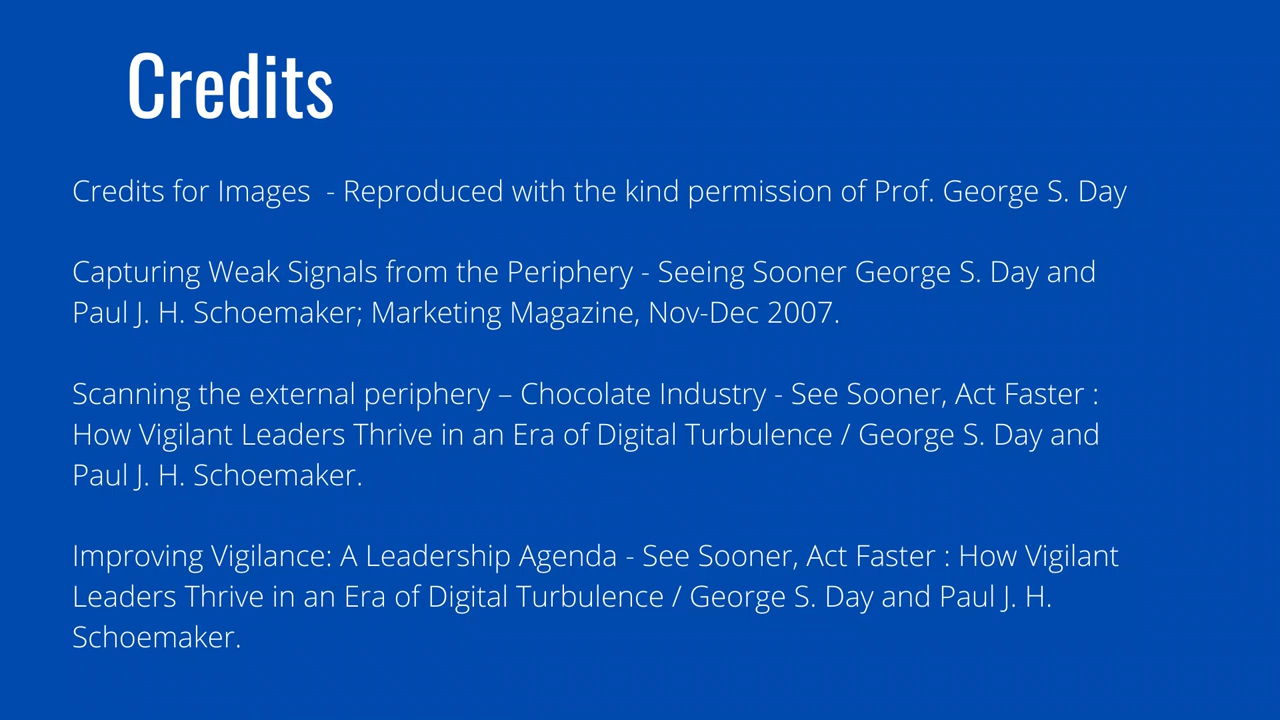 Credits
Credits for Images  - Reproduced with the kind permission of Prof. George S. Day
Capturing Weak Signals from the Periphery - Seeing Sooner George S. Day and
Paul J. H. Schoemaker; Marketing Magazine, Nov-Dec 2007.
Scanning the external periphery – Chocolate Industry - See Sooner, Act Faster :
How Vigilant Leaders Thrive in an Era of Digital Turbulence / George S. Day and
Paul J. H. Schoemaker.
Improving Vigilance: A Leadership Agenda - See Sooner, Act Faster : How Vigilant
Leaders Thrive in an Era of Digital Turbulence / George S. Day and Paul J. H.
Schoemaker.